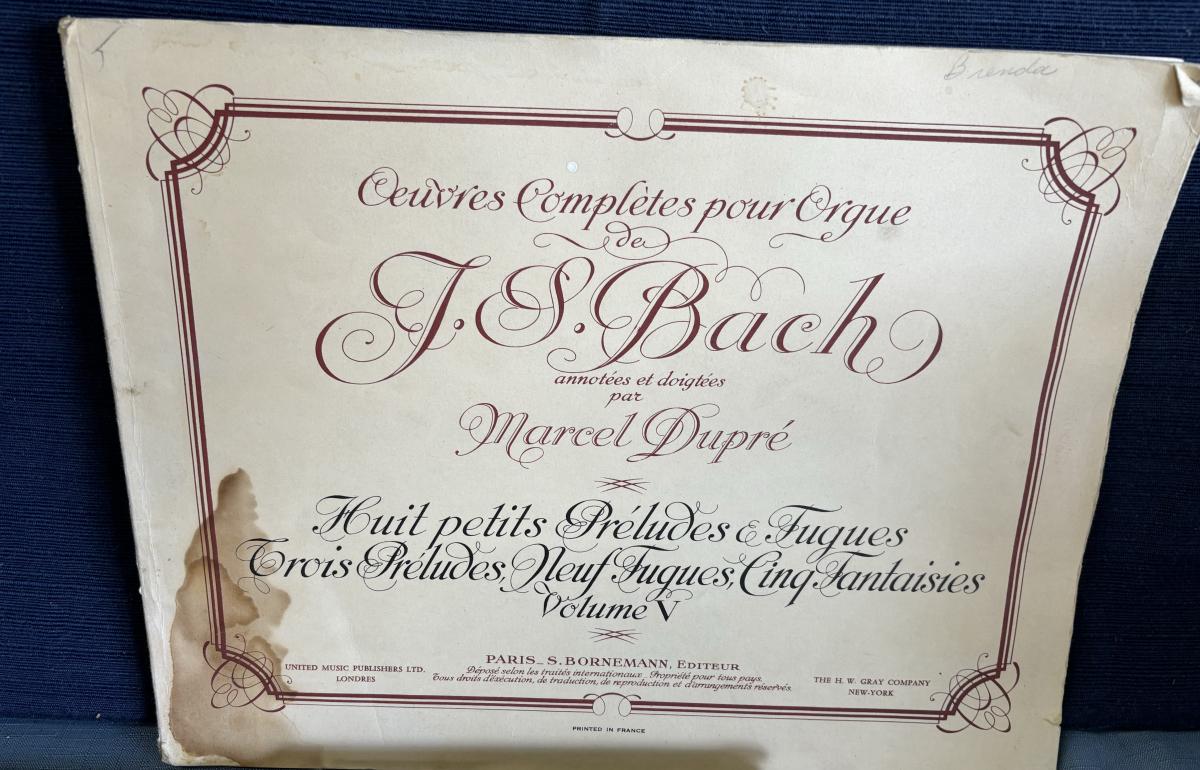 Brenda
Œuvres Complètes pour Orgue
de
J. S. Bach
annotées et doigtées
par
Marcel Dupré
Huit petits Préludes & Fugues
Trois Préludes, Neuf Fugues, Cinq Fantaisies
Volume V
PARIS_S. BORNEMANN, EDITEUR
Déposé selon les traités internationaux. Propriété pour tous pays.
Tous droits d'exécution, de traduction, de reproduction et d'arrangements réservés.
UNITED MUSIC PUBLISHERS LTD.
LONDRES
THE H. W. GRAY COMPANY
NEW-YORK
PRINTED IN FRANCE